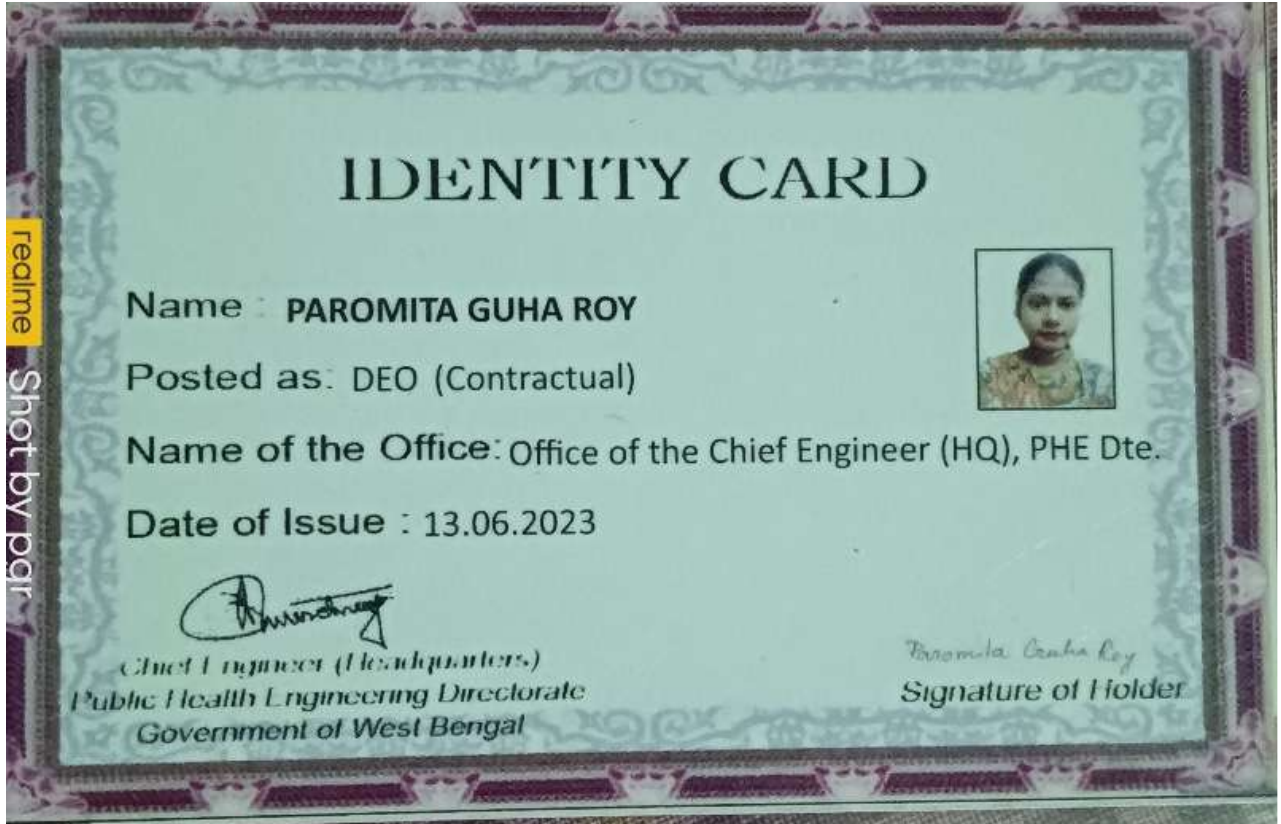 IDENTITY CARD
Name : PAROMITA GUHA ROY
Posted as: DEO (Contractual)
Name of the Office: Office of the Chief Engineer (HQ), PHE Dte.
Date of Issue : 13.06.2023
Chief Engineer (Headquarters)
Public Health Engineering Directorate
Government of West Bengal
Paromita Guha Roy
Signature of Holder
realme Shot by pgr